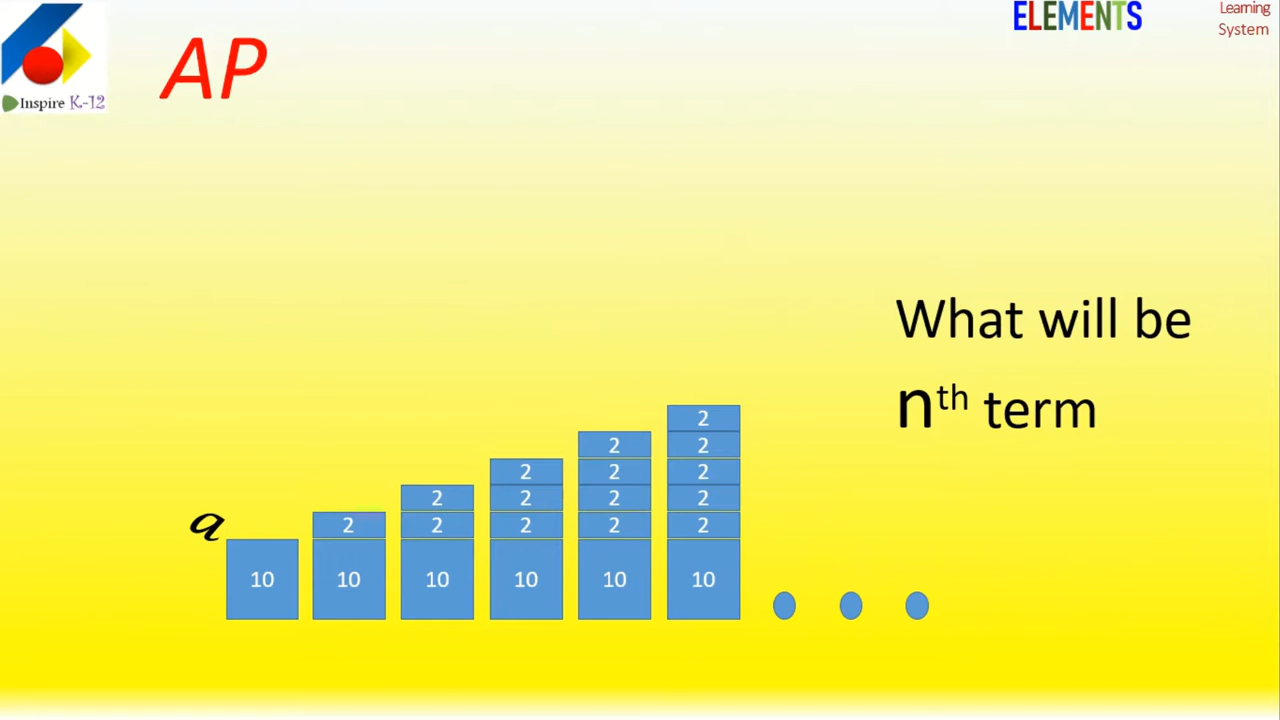 ELEMENTS
Learning
System
AP
Inspire K-12
What will be
nth term
2
2 2
2 2 2
2 2 2 2
a 2 2 2 2 2
10 10 10 10 10 10